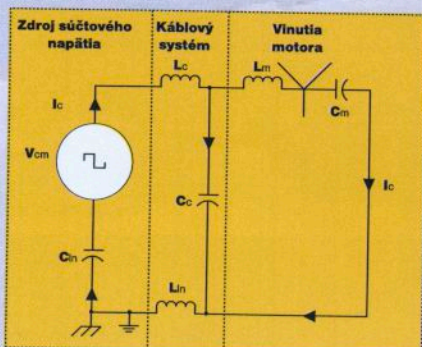 Zdroj súčtového
napätia
Káblový
systém
Vinutia
motora
Lc
Lm
Ic
Cm
Vcm
Cc
Ic
Cin
Lin